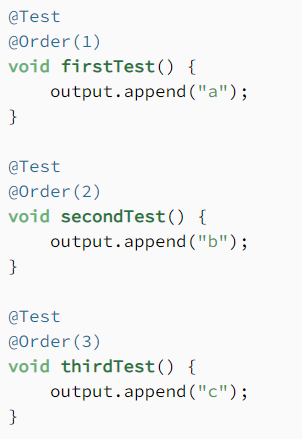 @Test
@Order(1)
void firstTest() {
    output.append("a");
}

@Test
@Order(2)
void secondTest() {
    output.append("b");
}

@Test
@Order(3)
void thirdTest() {
    output.append("c");
}